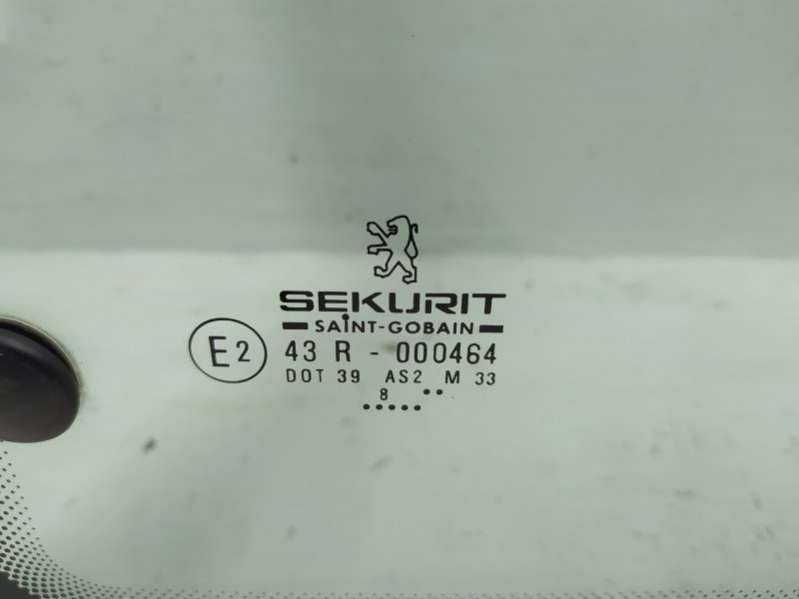 SEKURIT
SAINT-GOBAIN
E2 43 R - 000464
DOT 39 AS2 M 33
8 ..
.....